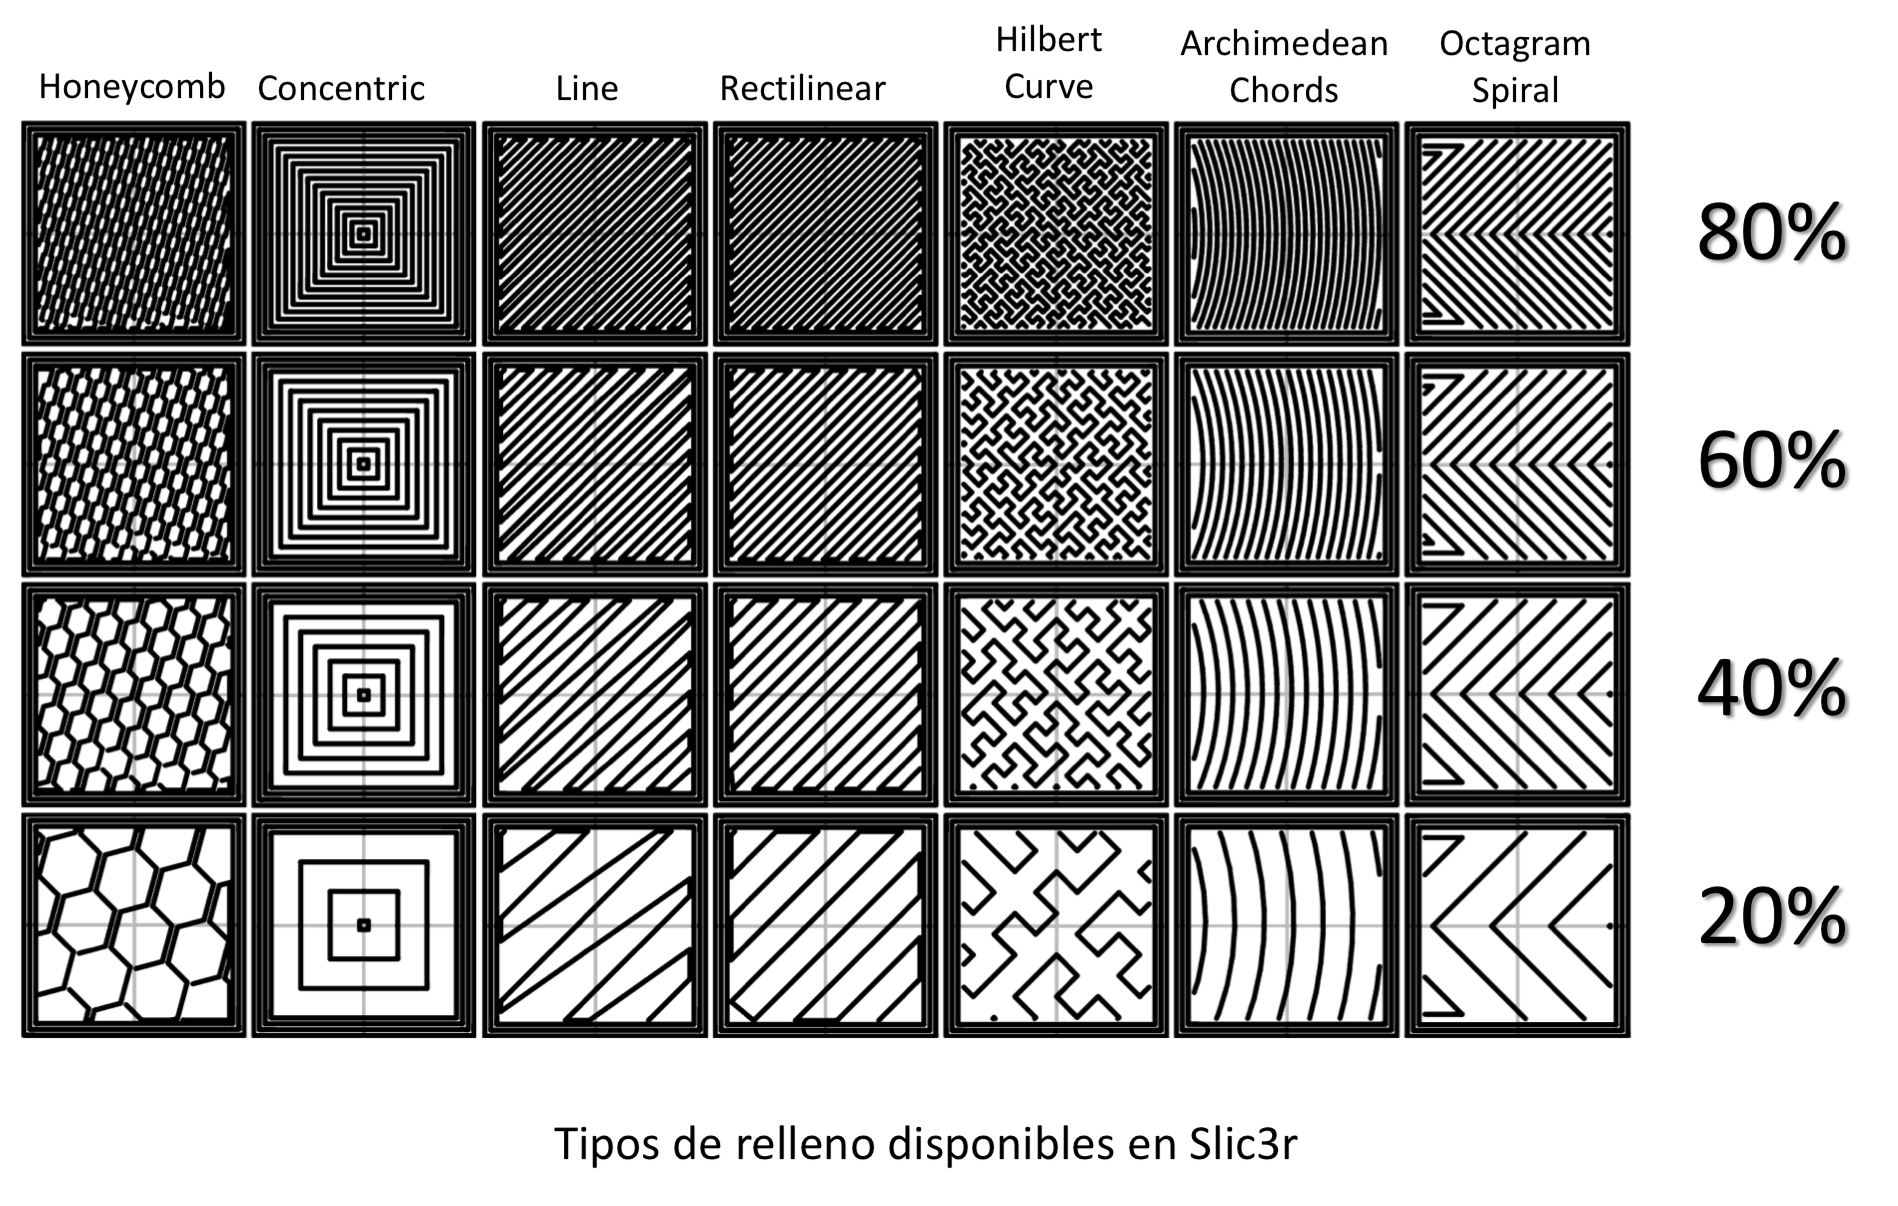 Honeycomb Concentric Line Rectilinear Hilbert Curve Archimedean Chords Octagram Spiral
80%
60%
40%
20%
Tipos de relleno disponibles en Slic3r